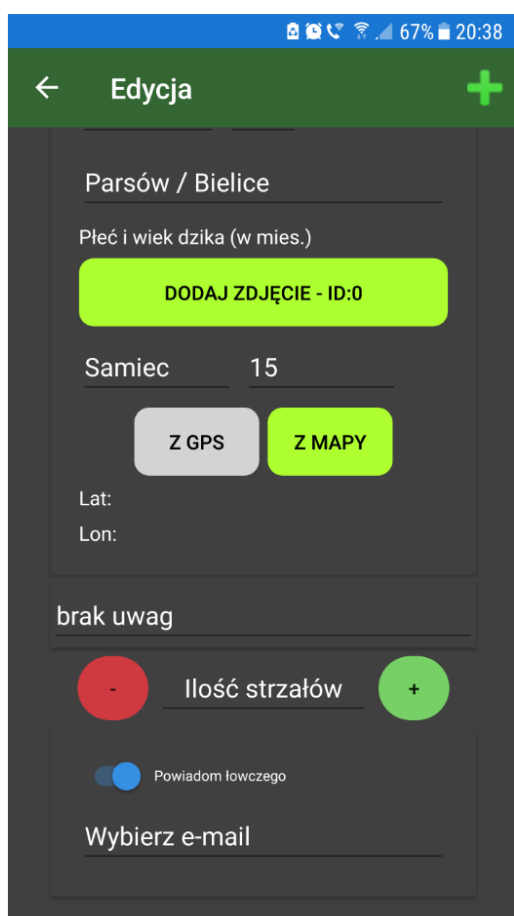 67% 20:38
Edycja
Parsów / Bielice
Płeć i wiek dzika (w mies.)
DODAJ ZDJĘCIE - ID:0
Samiec 15
Z GPS Z MAPY
Lat:
Lon:
brak uwag
- Ilość strzałów +
Powiadom łowczego
Wybierz e-mail